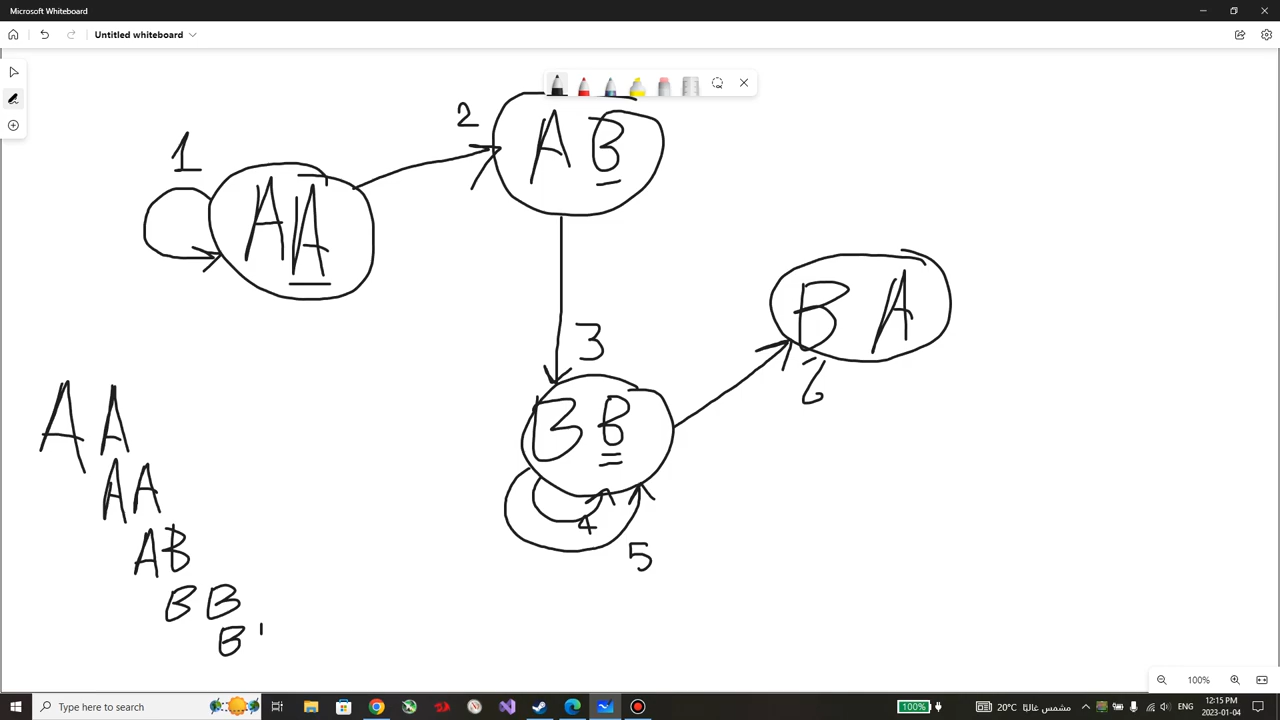 Microsoft Whiteboard
Untitled whiteboard
1
2
AA
AB
3
BA
6
BB
4
5
AA
AA
AB
BB
B
100%
Type here to search
100%
20°C مشمس غالبًا
ENG
12:15 PM
2023-01-04